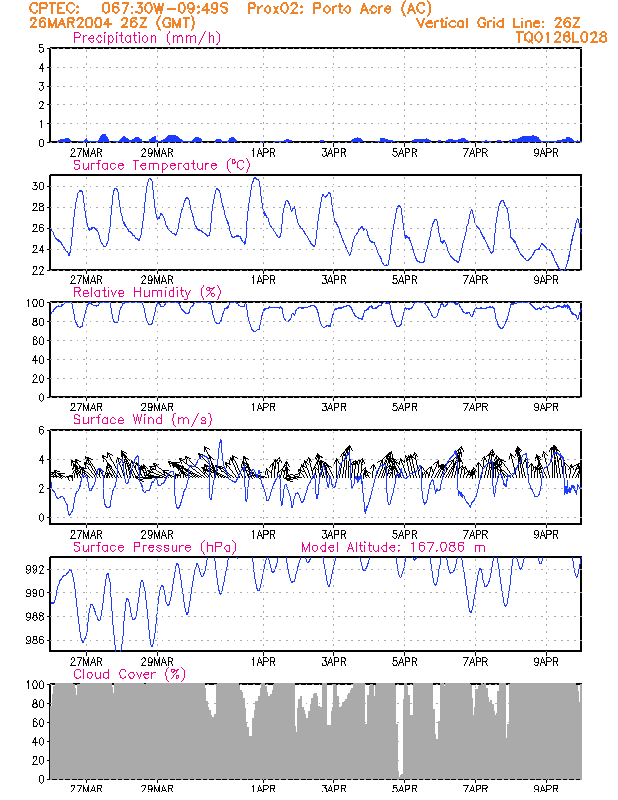 CPTEC: 067:30W-09:49S Prox02: Porto Acre (AC)
26MAR2004 26Z (GMT) Vertical Grid Line: 26Z
Precipitation (mm/h) TQ0126L028
5
4
3
2
1
0
27MAR 29MAR 1APR 3APR 5APR 7APR 9APR
Surface Temperature (ºC)
30
28
26
24
22
27MAR 29MAR 1APR 3APR 5APR 7APR 9APR
Relative Humidity (%)
100
80
60
40
20
0
27MAR 29MAR 1APR 3APR 5APR 7APR 9APR
Surface Wind (m/s)
6
4
2
0
27MAR 29MAR 1APR 3APR 5APR 7APR 9APR
Surface Pressure (hPa) Model Altitude: 167.086 m
992
990
988
986
27MAR 29MAR 1APR 3APR 5APR 7APR 9APR
Cloud Cover (%)
100
80
60
40
20
0
27MAR 29MAR 1APR 3APR 5APR 7APR 9APR